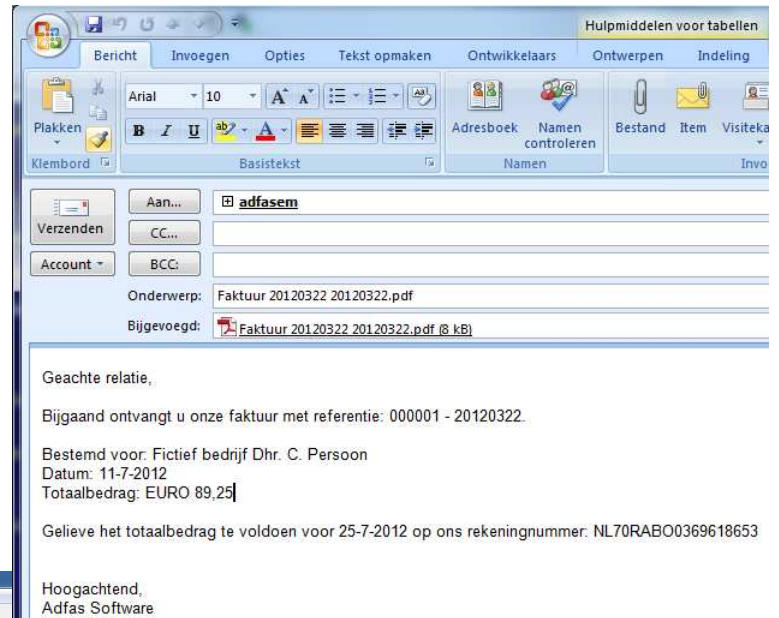 Hulpmiddelen voor tabellen
Bericht Invoegen Opties Tekst opmaken Ontwikkelaars Ontwerpen Indeling
Plakken
Arial 10
B I U
Adresboek Namen controleren
Bestand Item
Klembord Basistekst Namen
Verzenden
Account
Aan... adfasem
CC...
BCC:
Onderwerp: Faktuur 20120322 20120322.pdf
Bijgevoegd: Faktuur 20120322 20120322.pdf (8 kB)
Geachte relatie,
Bijgaand ontvangt u onze faktuur met referentie: 000001 - 20120322.
Bestemd voor: Fictief bedrijf Dhr. C. Persoon
Datum: 11-7-2012
Totaalbedrag: EURO 89,25
Gelieve het totaalbedrag te voldoen voor 25-7-2012 op ons rekeningnummer: NL70RABO0369618653
Hoogachtend,
Adfas Software